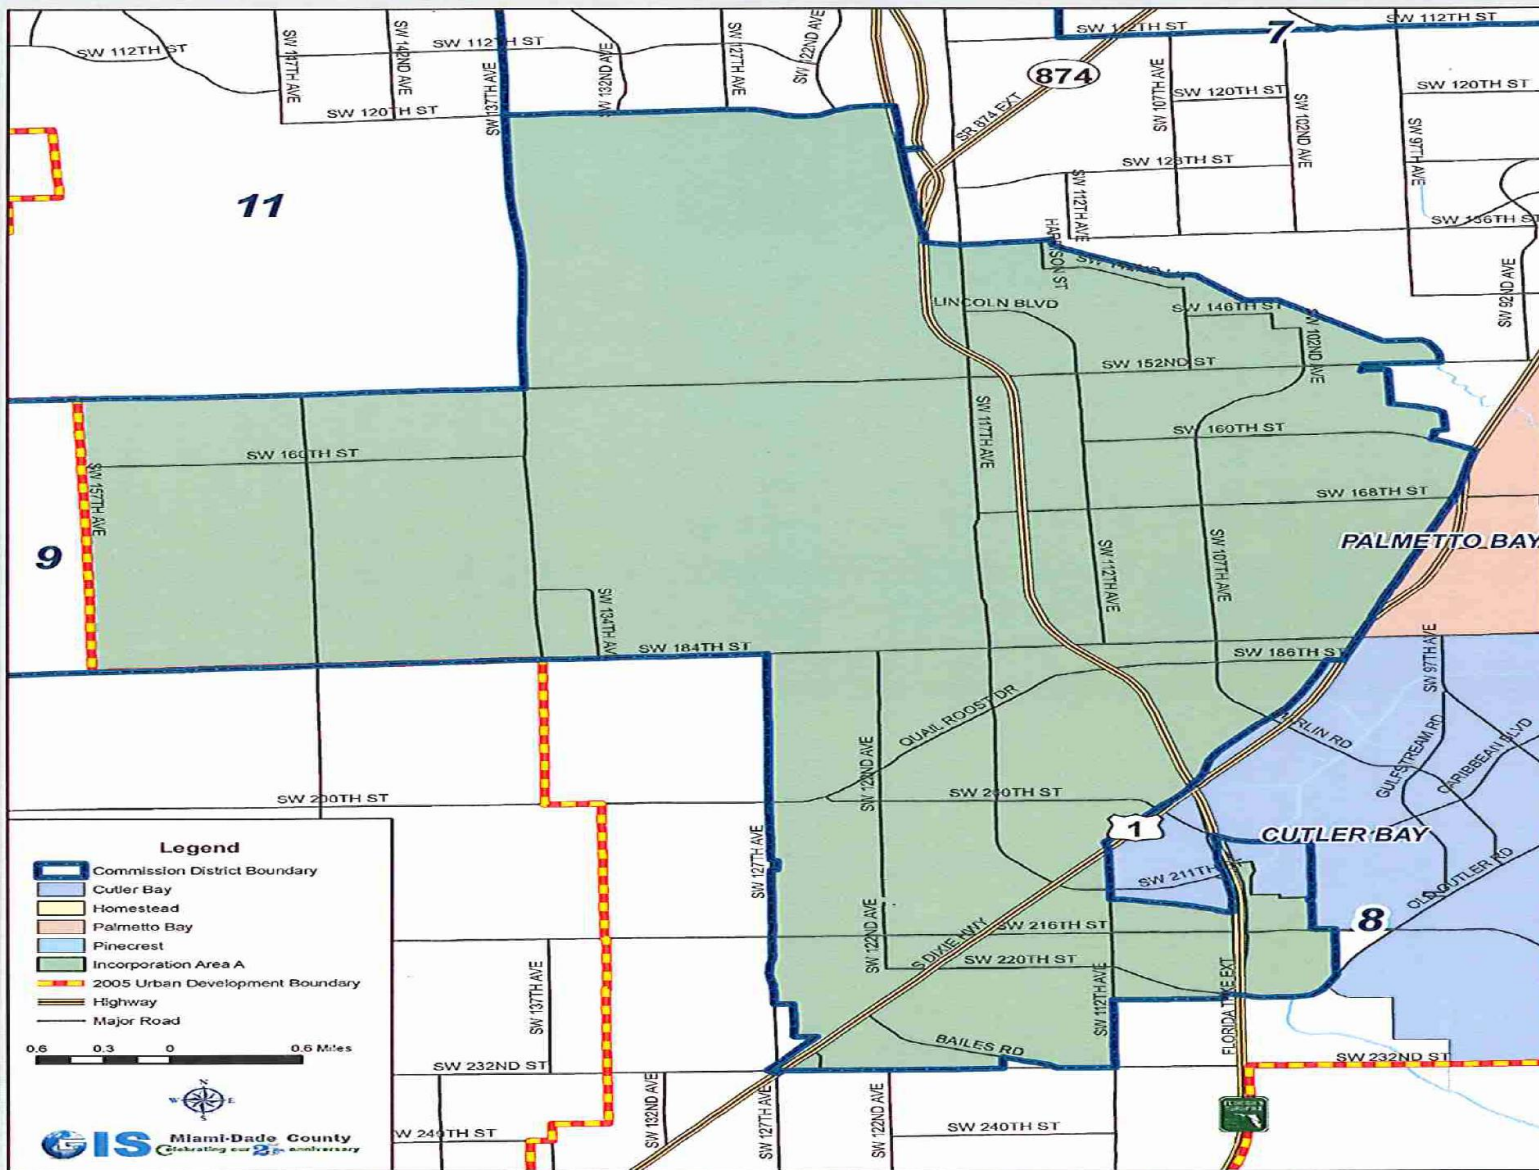 SW 112TH ST
SW 147TH AVE
SW 142ND AVE
SW 112TH ST
SW 137TH AVE
SW 132ND AVE
SW 127TH AVE
SW 122ND AVE
SW 120TH ST
874
SR 874 EXT
7
SW 112TH ST
SW 112TH ST
SW 107TH AVE
SW 120TH ST
SW 102ND AVE
SW 120TH ST
SW 97TH AVE
SW 128TH ST
SW 112TH AVE
SW 136TH ST
SW 92ND AVE
11
HARRISON ST
LINCOLN BLVD
SW 146TH ST
SW 102ND AVE
SW 152ND ST
SW 117TH AVE
SW 160TH ST
SW 160TH ST
SW 157TH AVE
SW 168TH ST
9
PALMETTO BAY
SW 112TH AVE
SW 107TH AVE
SW 134TH AV
SW 184TH ST
SW 186TH ST
SW 97TH AVE
QUAIL ROOST DR
SW 122ND AVE
RLIN RD
GULFSTREAM RD
CARIBBEAN BLVD
SW 200TH ST
SW 200TH ST
1
CUTLER BAY
SW 127TH AVE
SW 211TH
OLD CUTLER RD
8
SW 122ND AVE
S DIXIE HWY
SW 216TH ST
SW 220TH ST
SW 137TH AVE
SW 112TH AVE
BAILES RD
SW 232ND ST
SW 232ND ST
SW 132ND AVE
SW 127TH AVE
SW 122ND AVE
W 240TH ST
SW 240TH ST
Legend
Commission District Boundary
Cutler Bay
Homestead
Palmetto Bay
Pinecrest
Incorporation Area A
2005 Urban Development Boundary
Highway
Major Road
0.6 0.3 0 0.6 Miles
N
W E
S
GIS Miami-Dade County
Celebrating our anniversary